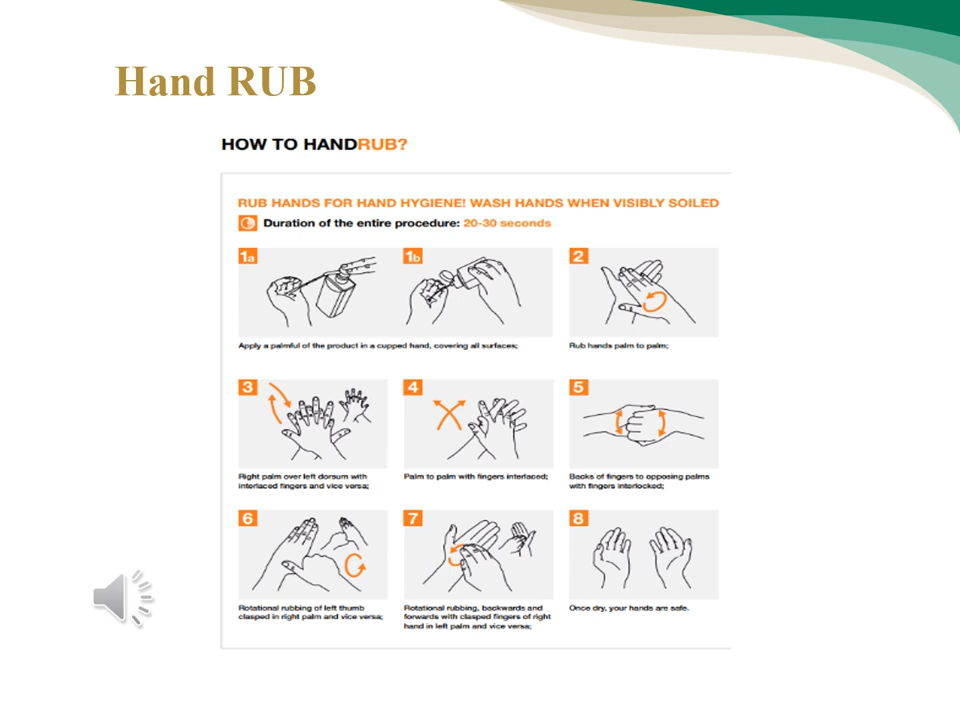 Hand RUB
HOW TO HANDRUB?
RUB HANDS FOR HAND HYGIENE! WASH HANDS WHEN VISIBLY SOILED
Duration of the entire procedure: 20-30 seconds
1a
1b
2
Apply a palmful of the product in a cupped hand, covering all surfaces;
Rub hands palm to palm;
3
4
5
Right palm over left dorsum with
interlaced fingers and vice versa;
Palm to palm with fingers interlaced;
Backs of fingers to opposing palms
with fingers interlocked;
6
7
8
Rotational rubbing of left thumb
clasped in right palm and vice versa;
Rotational rubbing, backwards and
forwards with clasped fingers of right
hand in left palm and vice versa;
Once dry, your hands are safe.